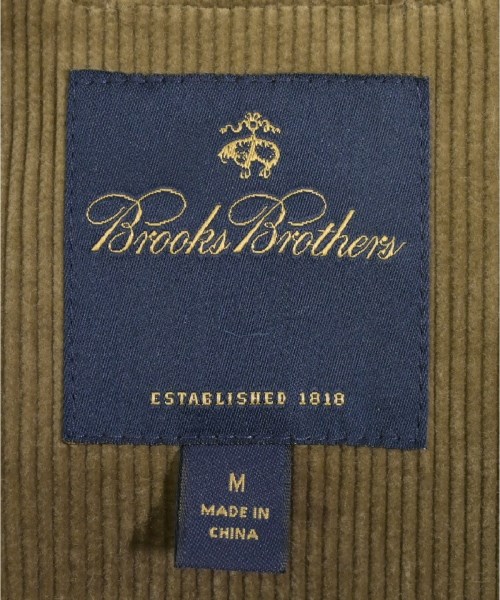 Brooks Brothers
ESTABLISHED 1818
M
MADE IN
CHINA